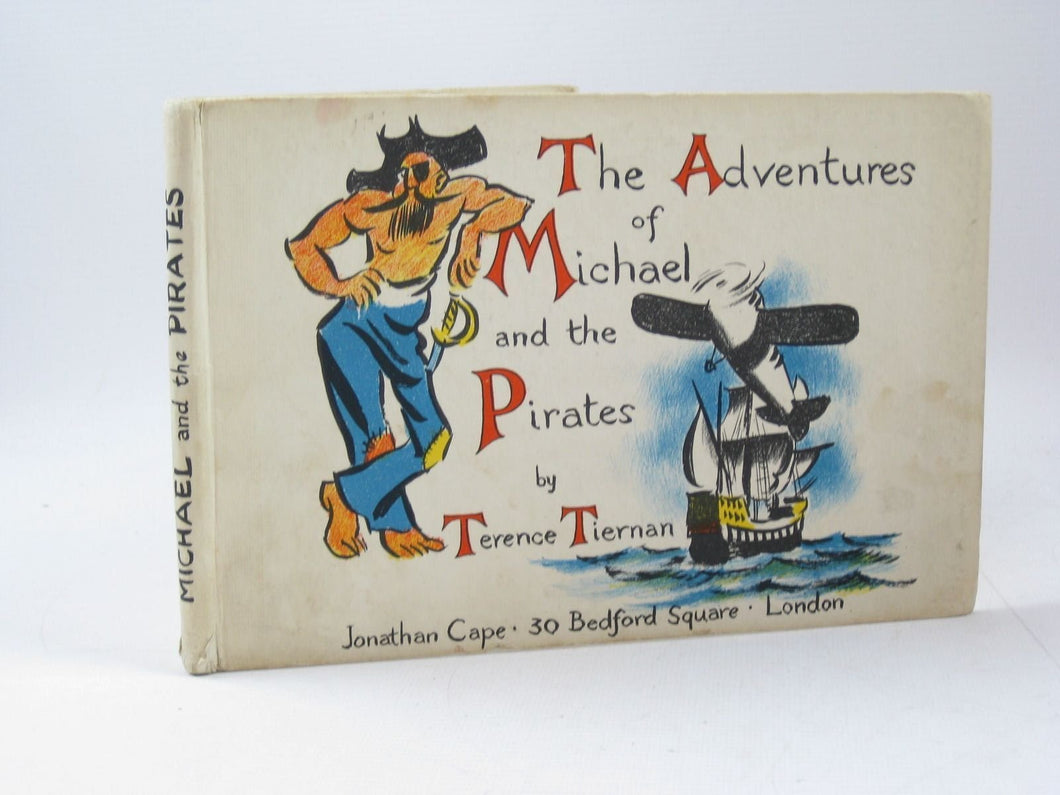 MICHAEL and the PIRATES
The Adventures
of
Michael
and the
Pirates
by
Terence Tiernan
Jonathan Cape · 30 Bedford Square · London